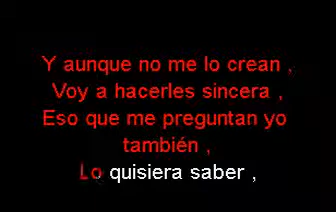 Y aunque no me lo crean ,
Voy a hacerles sincera ,
Eso que me preguntan yo
también ,
Lo quisiera saber ,